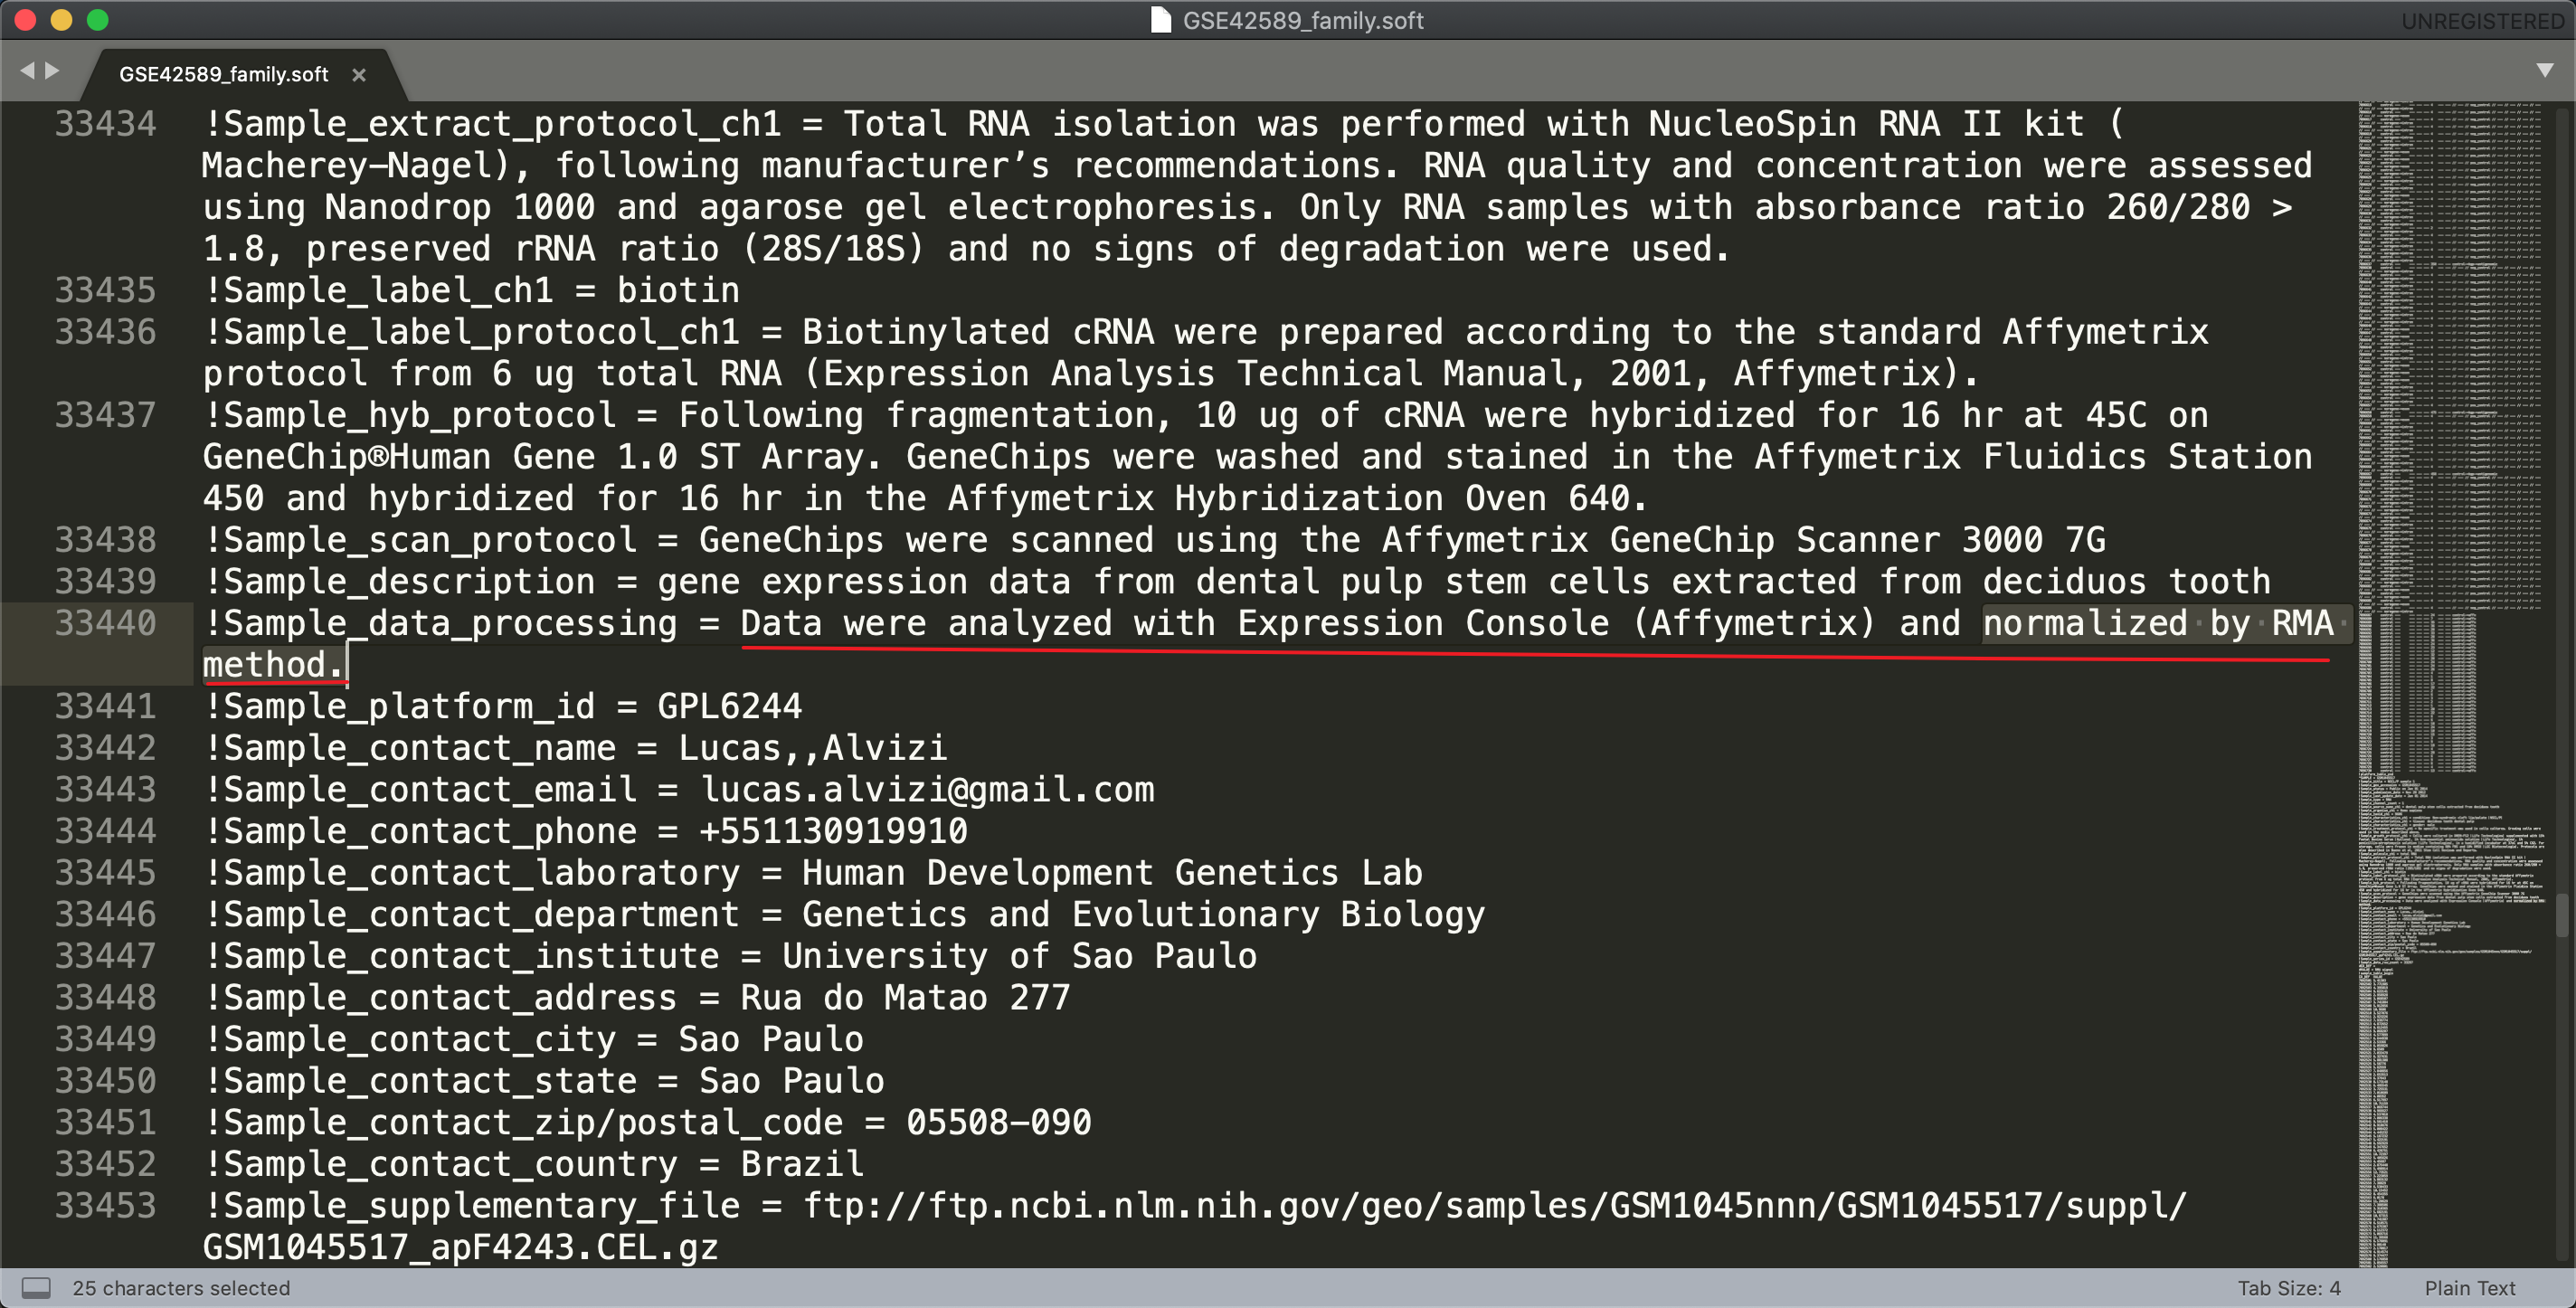 GSE42589_family.soft
UNREGISTERED
GSE42589_family.soft ×
33434 !Sample_extract_protocol_ch1 = Total RNA isolation was performed with NucleoSpin RNA II kit (
Macherey–Nagel), following manufacturer’s recommendations. RNA quality and concentration were assessed
using Nanodrop 1000 and agarose gel electrophoresis. Only RNA samples with absorbance ratio 260/280 >
1.8, preserved rRNA ratio (28S/18S) and no signs of degradation were used.
33435 !Sample_label_ch1 = biotin
33436 !Sample_label_protocol_ch1 = Biotinylated cRNA were prepared according to the standard Affymetrix
protocol from 6 ug total RNA (Expression Analysis Technical Manual, 2001, Affymetrix).
33437 !Sample_hyb_protocol = Following fragmentation, 10 ug of cRNA were hybridized for 16 hr at 45C on
GeneChip®Human Gene 1.0 ST Array. GeneChips were washed and stained in the Affymetrix Fluidics Station
450 and hybridized for 16 hr in the Affymetrix Hybridization Oven 640.
33438 !Sample_scan_protocol = GeneChips were scanned using the Affymetrix GeneChip Scanner 3000 7G
33439 !Sample_description = gene expression data from dental pulp stem cells extracted from deciduos tooth
33440 !Sample_data_processing = Data were analyzed with Expression Console (Affymetrix) and normalized by RMA
method.
33441 !Sample_platform_id = GPL6244
33442 !Sample_contact_name = Lucas,,Alvizi
33443 !Sample_contact_email = lucas.alvizi@gmail.com
33444 !Sample_contact_phone = +551130919910
33445 !Sample_contact_laboratory = Human Development Genetics Lab
33446 !Sample_contact_department = Genetics and Evolutionary Biology
33447 !Sample_contact_institute = University of Sao Paulo
33448 !Sample_contact_address = Rua do Matao 277
33449 !Sample_contact_city = Sao Paulo
33450 !Sample_contact_state = Sao Paulo
33451 !Sample_contact_zip/postal_code = 05508–090
33452 !Sample_contact_country = Brazil
33453 !Sample_supplementary_file = ftp://ftp.ncbi.nlm.nih.gov/geo/samples/GSM1045nnn/GSM1045517/suppl/
GSM1045517_apF4243.CEL.gz
25 characters selected
Tab Size: 4
Plain Text